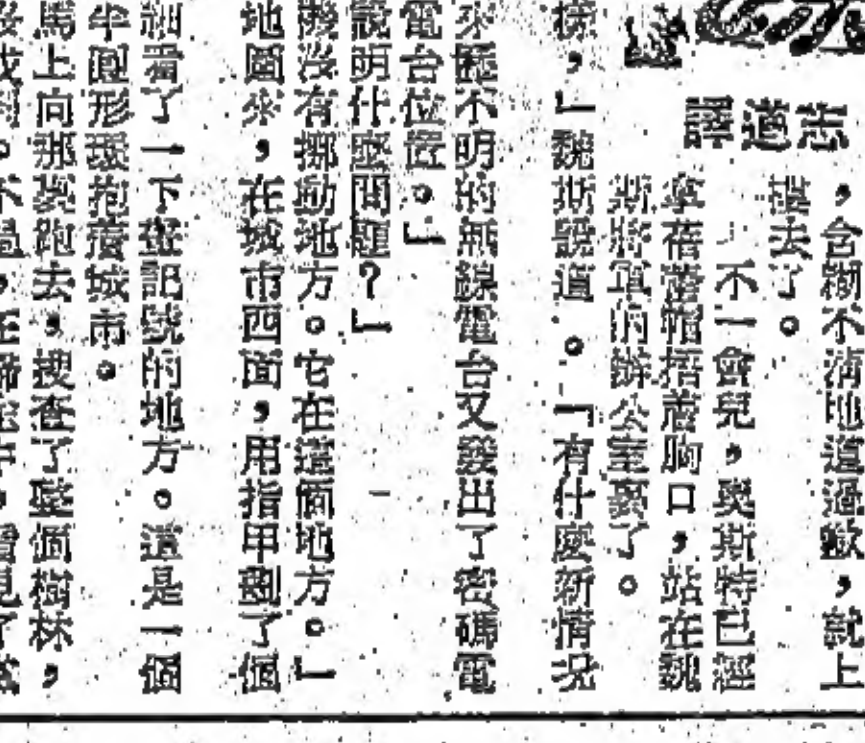 志道譯
，含糊不清地道過歉，就上
擋去了。
不一會兒，奧斯特已經
拿着蓓蕾帽捂着胸口，站在魏
斯將軍的辦公室裏了。
樣，」魏斯說道。「有什麽新情况
來歷不明的無線電台又發出了密碼電
電台位置。」
說明什麽問題？」
沒有挪動地方。它在這個地方。」
地圖來，在城市西面，用指甲劃了個
細看了一下做記號的地方。這是一個
半圓形環抱着城市。
馬上向那裏跑去，搜查了整個樹林，